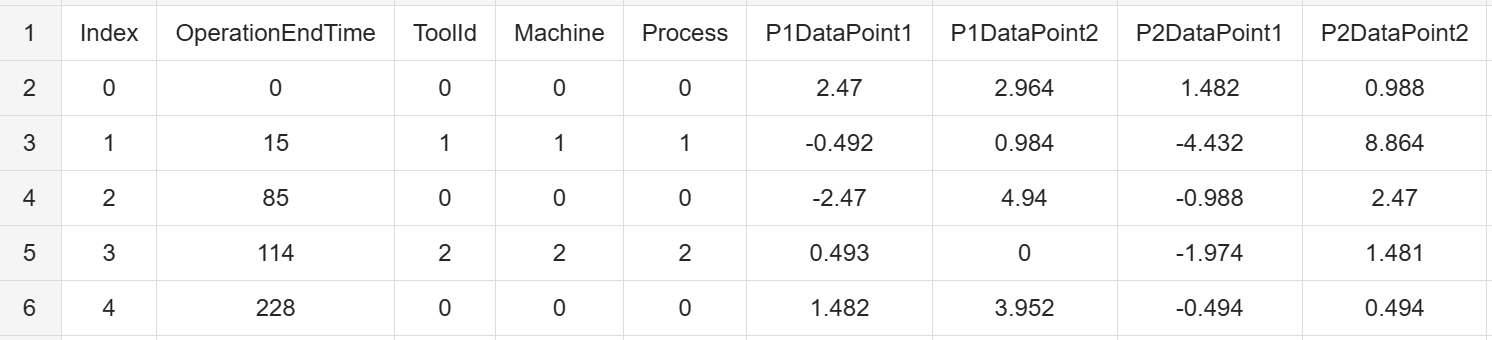 1 Index OperationEndTime ToolId Machine Process P1DataPoint1 P1DataPoint2 P2DataPoint1 P2DataPoint2
2 0 0 0 0 0 2.47 2.964 1.482 0.988
3 1 15 1 1 1 -0.492 0.984 -4.432 8.864
4 2 85 0 0 0 -2.47 4.94 -0.988 2.47
5 3 114 2 2 2 0.493 0 -1.974 1.481
6 4 228 0 0 0 1.482 3.952 -0.494 0.494